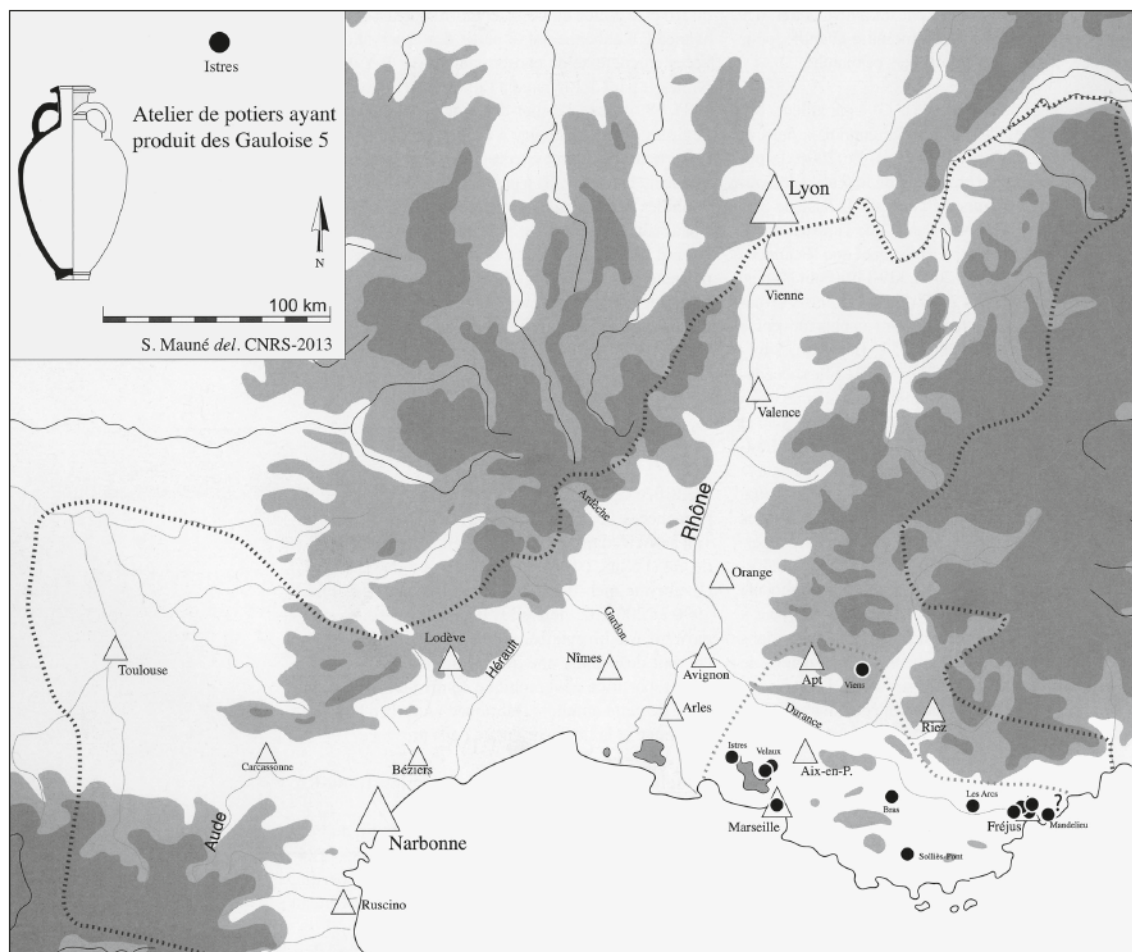 Istres
Atelier de potiers ayant
produit des Gauloise 5
N
100 km
S. Mauné del. CNRS-2013
Lyon
Vienne
Valence
Ardèche
Rhône
Orange
Gardon
Lodève
Hérault
Toulouse
Nîmes
Avignon
Apt
Viens
Arles
Durance
Riez
Carcassonne
Béziers
Istres
Velaux
Aix-en-P.
Bras
Les Arcs
?
Aude
Narbonne
Marseille
Fréjus
Mandelieu
Solliès-Pont
Ruscino